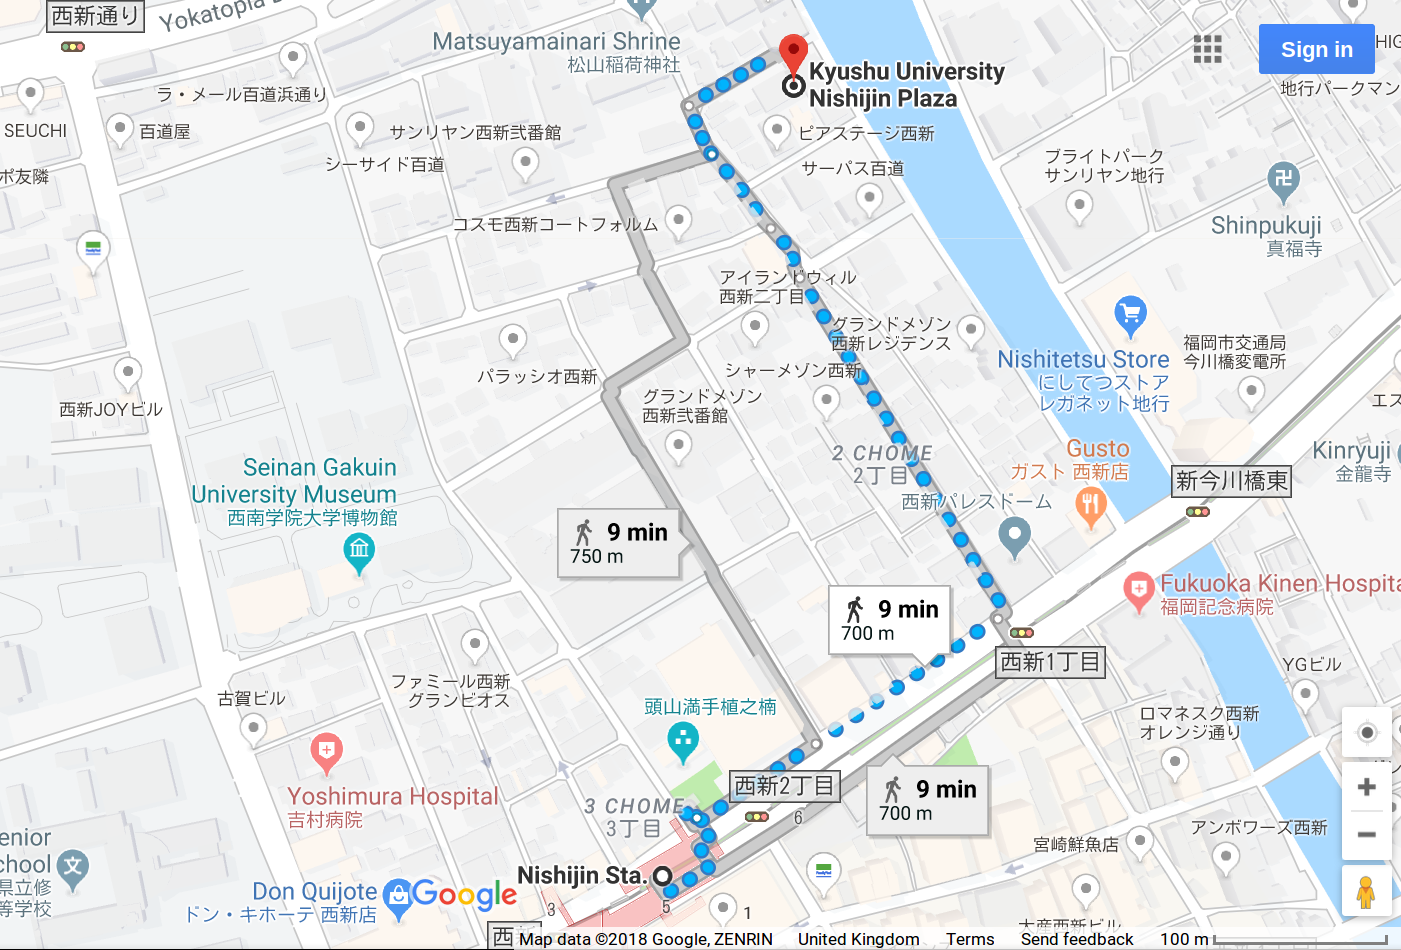 西新通り
Yokatopia
Matsuyamainari Shrine
松山稲荷神社
Sign in
Kyushu University
Nishijin Plaza
地行パークマン
ラ・メール百道浜通り
SEUCHI
百道屋
サンリヤン西新弐番館
シーサイド百道
ピアステージ西新
サーパス百道
ブライトパーク
サンリヤン地行
ポ友隣
コスモ西新コートフォルム
Shinpukuji
真福寺
アイランドウィル
西新二丁目
グランドメゾン
西新レジデンス
Nishitetsu Store
にしてつストア
レガネット地行
福岡市交通局
今川橋変電所
パラッシオ西新
シャーメゾン西新
グランドメゾン
西新弐番館
西新JOYビル
エス
2 CHOME
2丁目
Gusto
ガスト 西新店
Kinryuji
金龍寺
新今川橋東
西新パレスドーム
Seinan Gakuin
University Museum
西南学院大学博物館
9 min
750 m
Fukuoka Kinen Hospita
福岡記念病院
9 min
700 m
西新1丁目
YGビル
ファミール西新
グランビオス
古賀ビル
頭山満手植之楠
ロマネスク西新
オレンジ通り
西新2丁目
9 min
700 m
6
3 CHOME
3丁目
Yoshimura Hospital
吉村病院
アンボワーズ西新
宮崎鮮魚店
enior
chool
県立修
等学校
Nishijin Sta.
Don Quijote
ドン・キホーテ 西新店
Google
3
5
1
大産西新ビル
西
Map data ©2018 Google, ZENRIN
United Kingdom
Terms
Send feedback
100 m